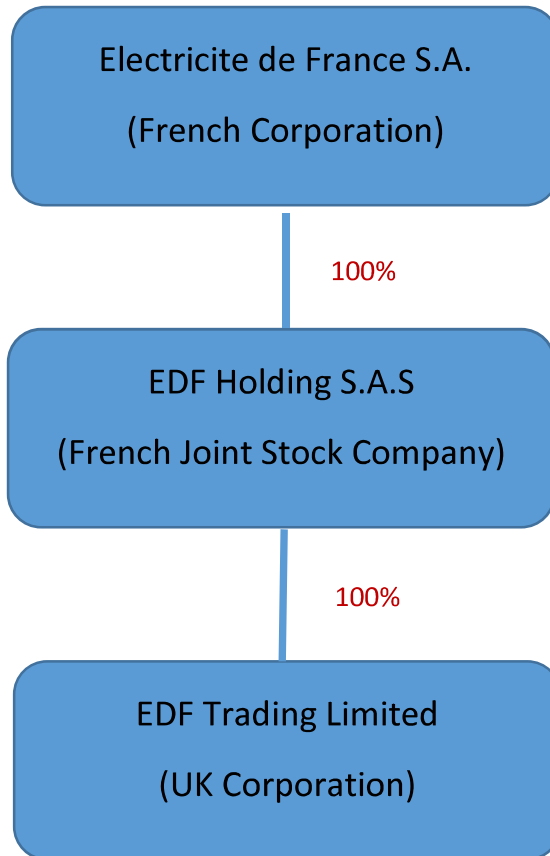 Electricite de France S.A.
(French Corporation)
100%
EDF Holding S.A.S
(French Joint Stock Company)
100%
EDF Trading Limited
(UK Corporation)